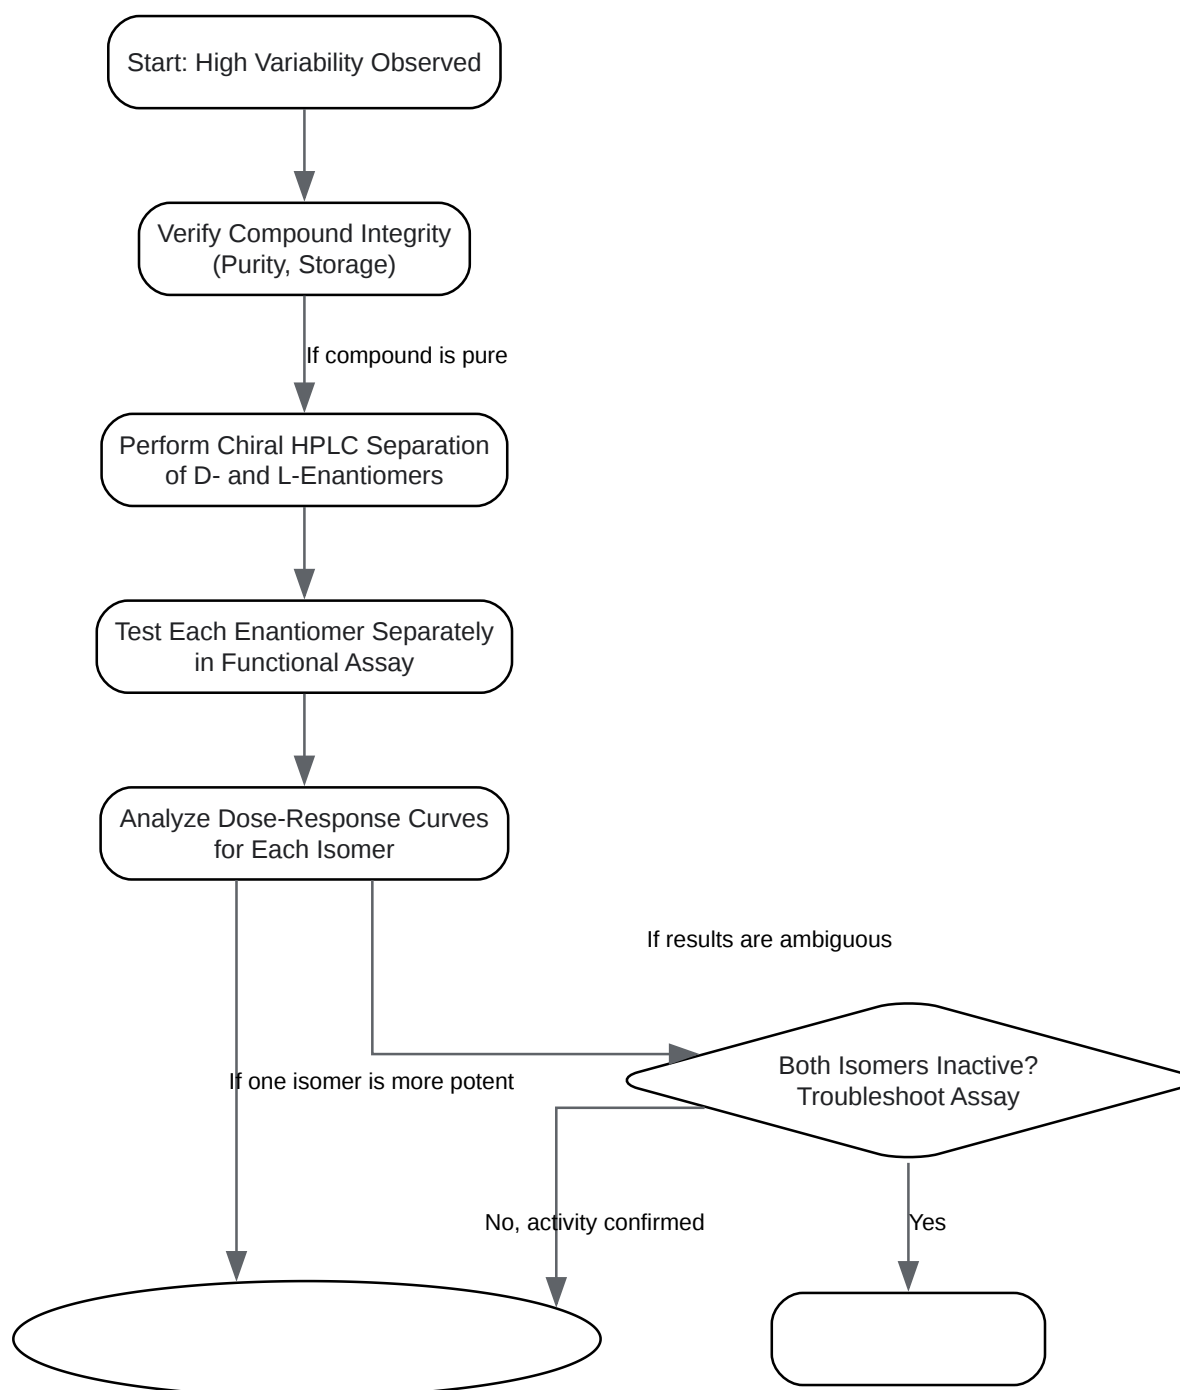 Start: High Variability Observed
Verify Compound Integrity
(Purity, Storage)
If compound is pure
Perform Chiral HPLC Separation
of D- and L-Enantiomers
Test Each Enantiomer Separately
in Functional Assay
Analyze Dose-Response Curves
for Each Isomer
If results are ambiguous
Both Isomers Inactive?
Troubleshoot Assay
If one isomer is more potent
No, activity confirmed
Yes